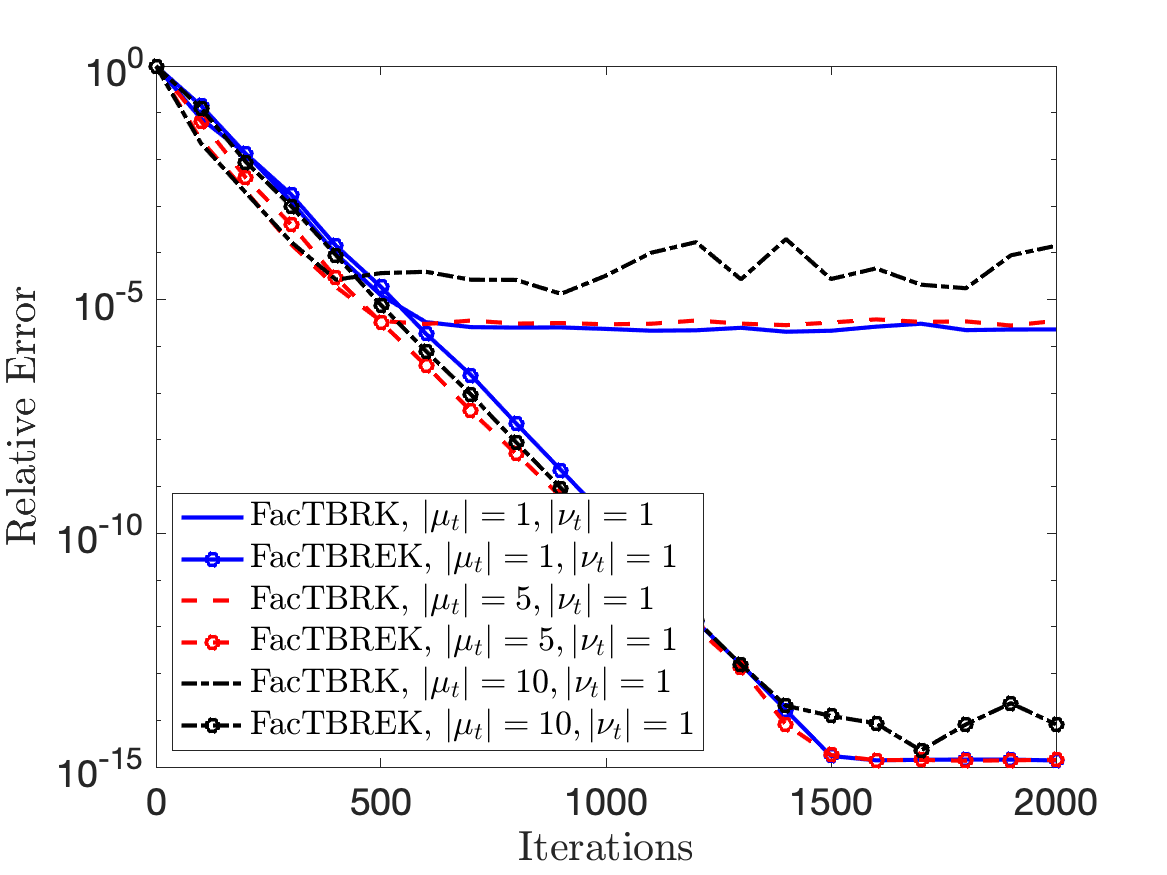 10^0
10^-5
10^-10
10^-15
Relative Error
FacTBRK, |μ_t| = 1, |ν_t| = 1
FacTBREK, |μ_t| = 1, |ν_t| = 1
FacTBRK, |μ_t| = 5, |ν_t| = 1
FacTBREK, |μ_t| = 5, |ν_t| = 1
FacTBRK, |μ_t| = 10, |ν_t| = 1
FacTBREK, |μ_t| = 10, |ν_t| = 1
0 500 1000 1500 2000
Iterations